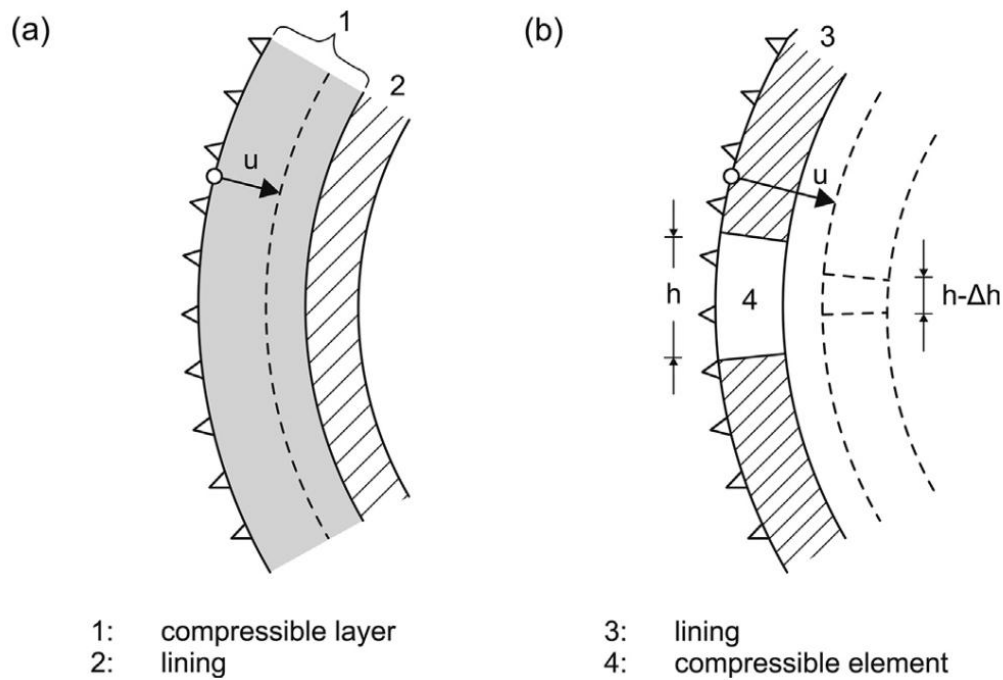 (a)
1
2
u
(b)
3
u
h
4
h-Δh
1: compressible layer
2: lining
3: lining
4: compressible element